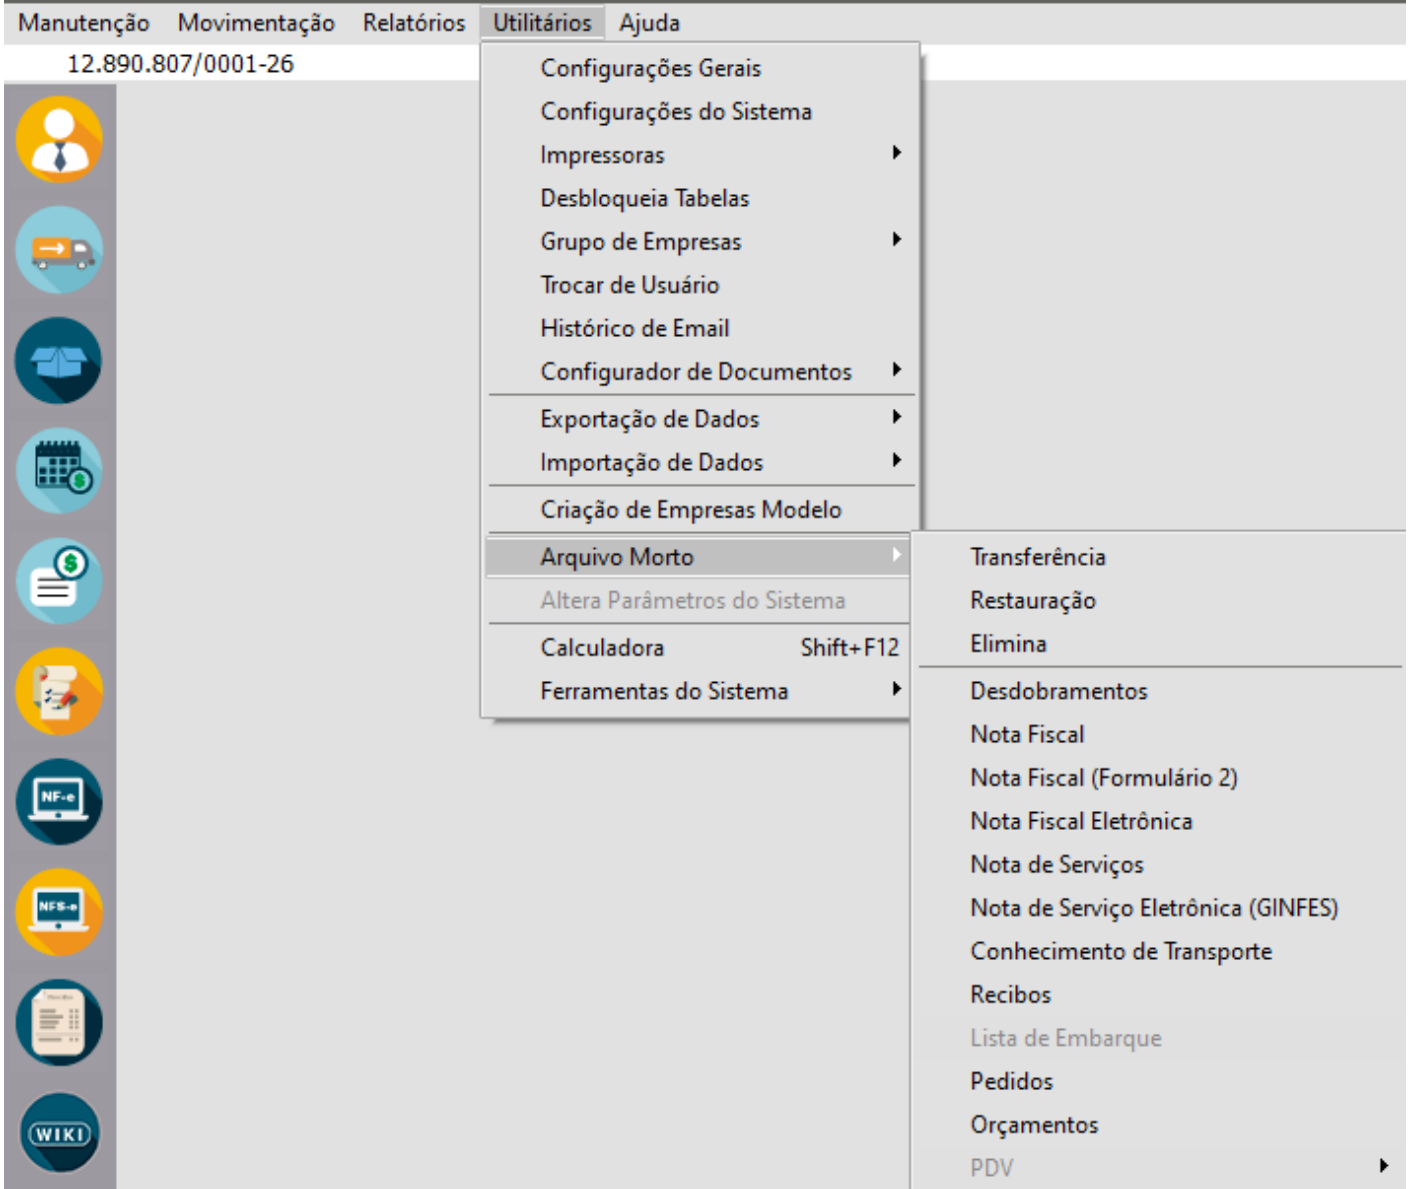 Manutenção Movimentação Relatórios Utilitários Ajuda
12.890.807/0001-26
Configurações Gerais
Configurações do Sistema
Impressoras
Desbloqueia Tabelas
Grupo de Empresas
Trocar de Usuário
Histórico de Email
Configurador de Documentos
Exportação de Dados
Importação de Dados
Criação de Empresas Modelo
Arquivo Morto
Altera Parâmetros do Sistema
Calculadora Shift+F12
Ferramentas do Sistema
Transferência
Restauração
Elimina
Desdobramentos
Nota Fiscal
Nota Fiscal (Formulário 2)
Nota Fiscal Eletrônica
Nota de Serviços
Nota de Serviço Eletrônica (GINFES)
Conhecimento de Transporte
Recibos
Lista de Embarque
Pedidos
Orçamentos
PDV
NF-e
NFS-e
WIKI